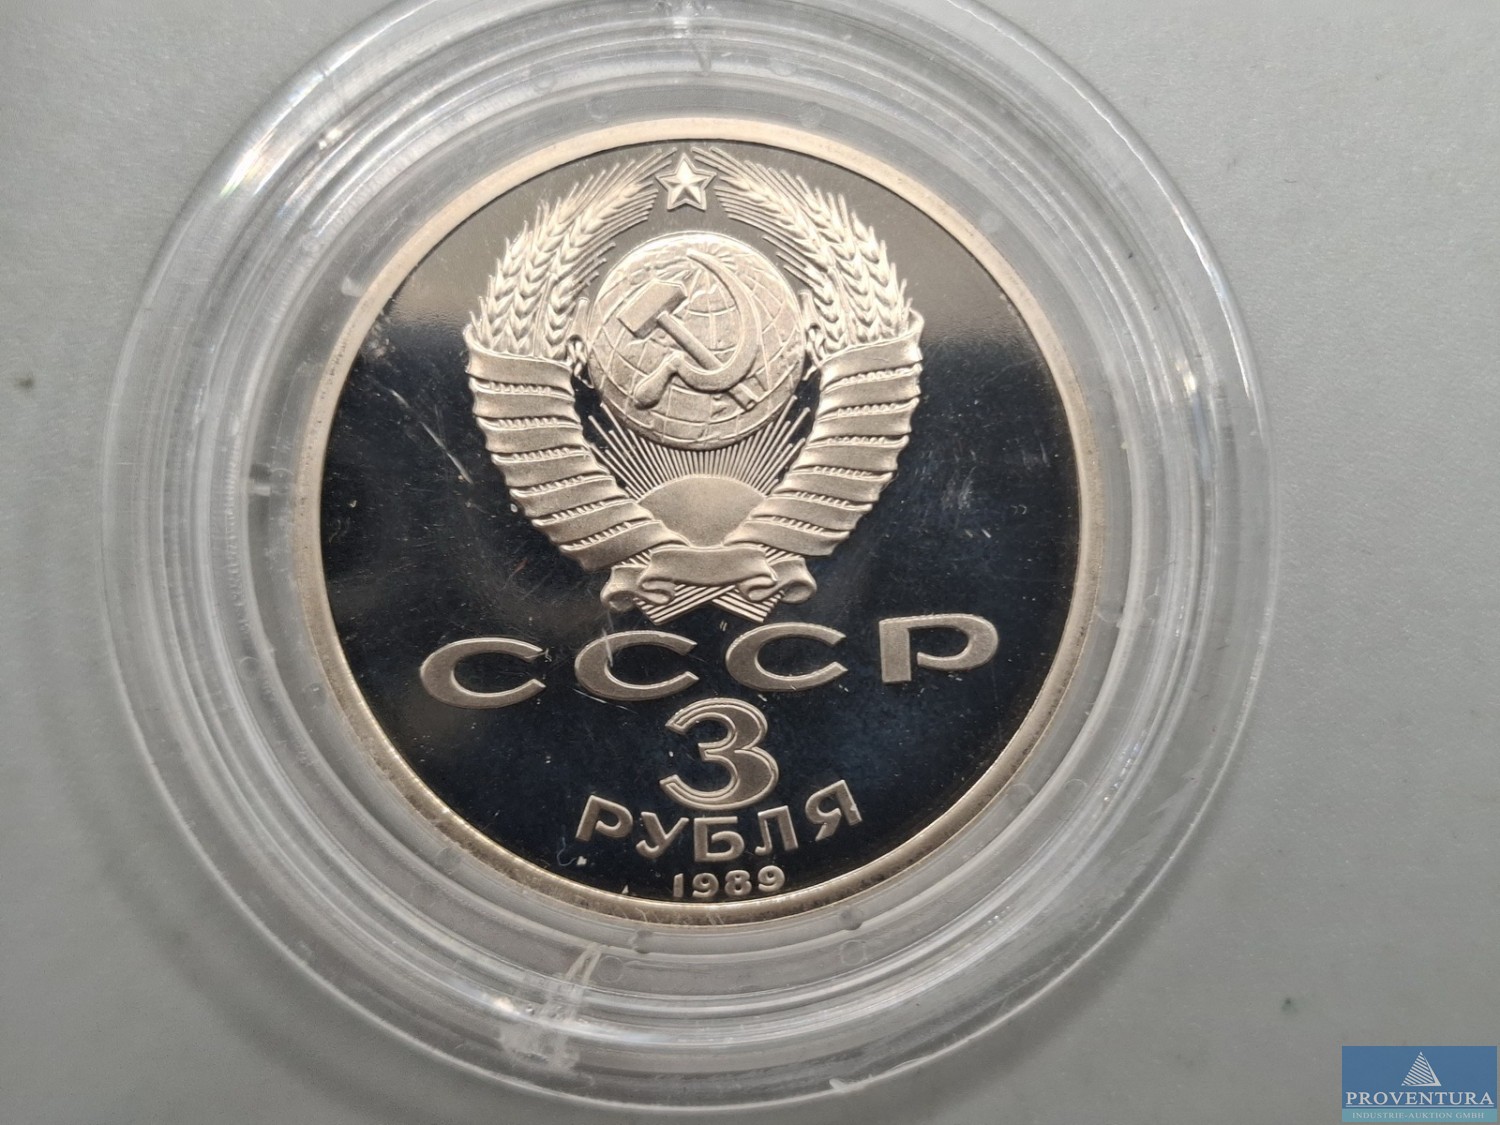 СССР
3
РУБЛЯ
1989
PROVENTURA
INDUSTRIE-AUKTION GMBH